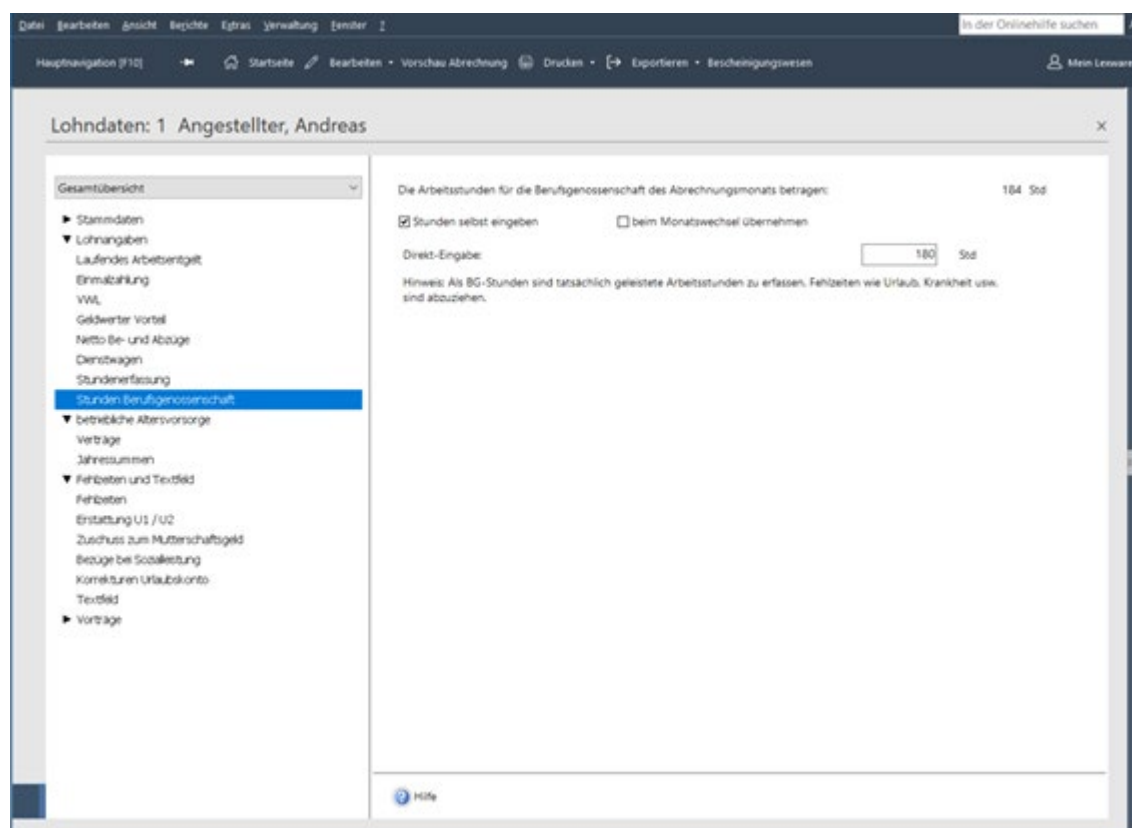 Datei Bearbeiten Ansicht Berichte Extras Verwaltung Fenster ? In der Onlinehilfe suchen
Hauptnavigation [F10] Startseite Bearbeiten Vorschau Abrechnung Drucken Exportieren Bescheinigungswesen Mein Lexware
Lohndaten: 1 Angestellter, Andreas
Gesamtübersicht
Stammdaten
Lohnangaben
Laufendes Arbeitsentgelt
Einmalzahlung
VWL
Geldwerter Vorteil
Netto Be- und Abzüge
Dienstwagen
Stundenerfassung
Stunden Berufsgenossenschaft
betriebliche Altersvorsorge
Verträge
Jahressummen
Fehlzeiten und Textfeld
Fehlzeiten
Erstattung U1 / U2
Zuschuss zum Mutterschaftsgeld
Bezüge bei Sozialleistung
Korrekturen Urlaubskonto
Textfeld
Vorträge
Die Arbeitsstunden für die Berufsgenossenschaft des Abrechnungsmonats betragen: 184 Std
Stunden selbst eingeben beim Monatswechsel übernehmen
Direkt-Eingabe: 180 Std
Hinweis: Als BG-Stunden sind tatsächlich geleistete Arbeitsstunden zu erfassen. Fehlzeiten wie Urlaub, Krankheit usw.
sind abzuziehen.
Hilfe